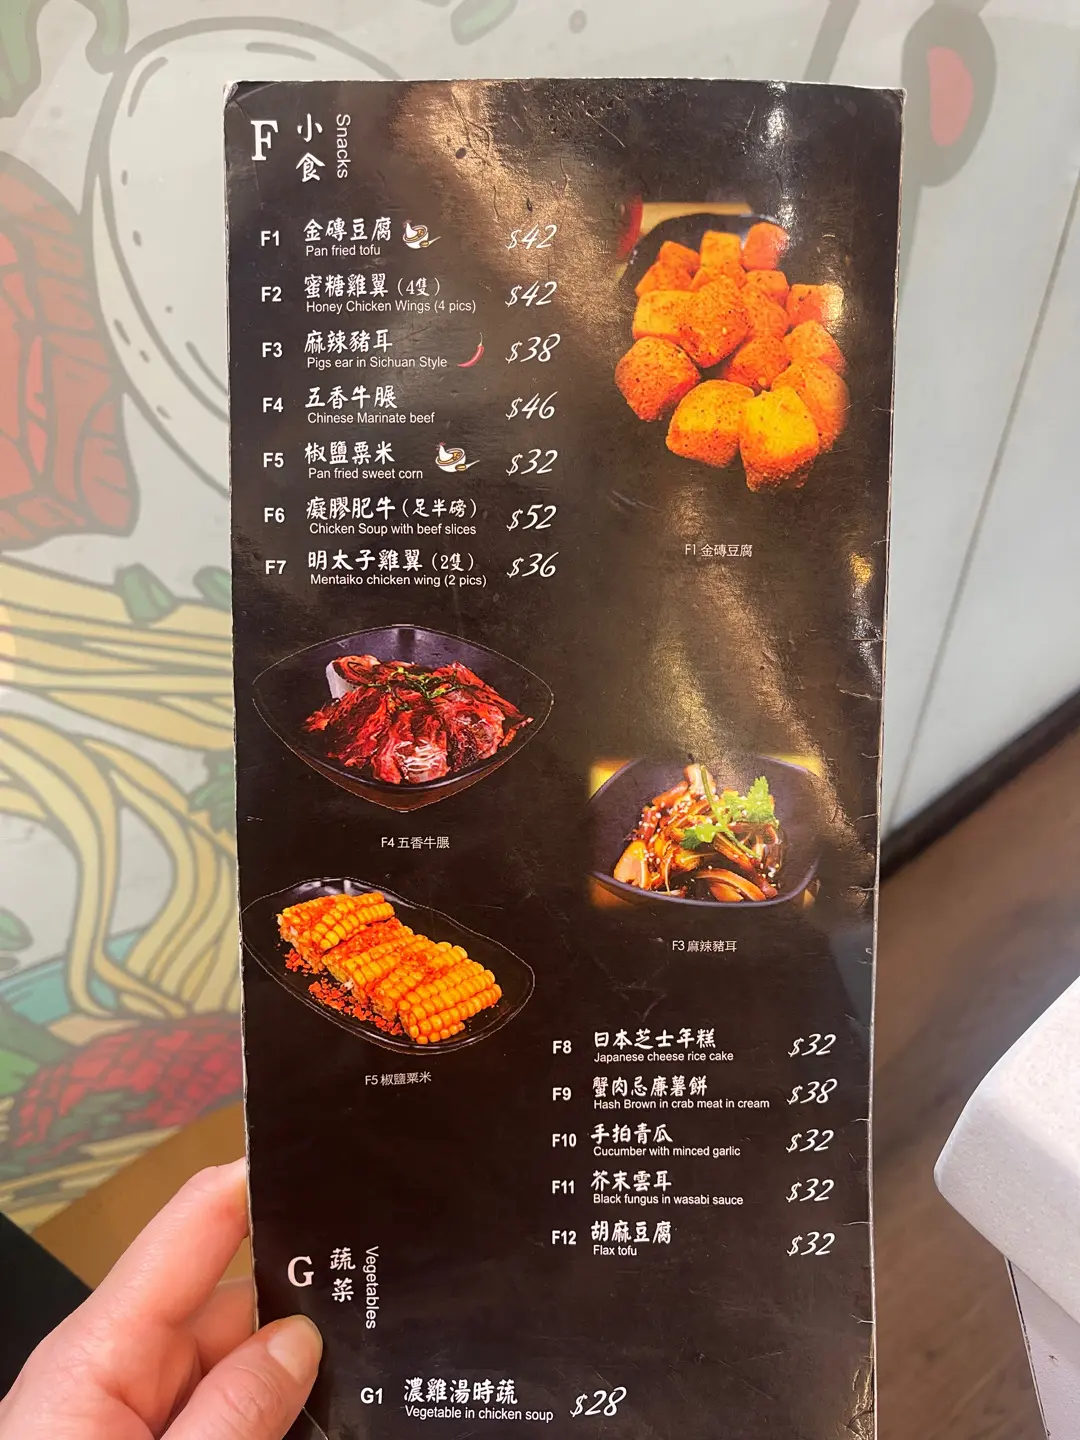 F 小食 Snacks
F1 金磚豆腐 $42
Pan fried tofu
F2 蜜糖雞翼（4隻） $42
Honey Chicken Wings (4 pics)
F3 麻辣豬耳 $38
Pigs ear in Sichuan Style
F4 五香牛𦟌 $46
Chinese Marinate beef
F5 椒鹽粟米 $32
Pan fried sweet corn
F6 癡膠肥牛（足半磅） $52
Chicken Soup with beef slices
F7 明太子雞翼（2隻） $36
Mentaiko chicken wing (2 pics)
F1 金磚豆腐
F4 五香牛𦟌
F3 麻辣豬耳
F5 椒鹽粟米
F8 日本芝士年糕 $32
Japanese cheese rice cake
F9 蟹肉忌廉薯餅 $38
Hash Brown in crab meat in cream
F10 手拍青瓜 $32
Cucumber with minced garlic
F11 芥末雲耳 $32
Black fungus in wasabi sauce
F12 胡麻豆腐 $32
Flax tofu
G 蔬菜 Vegetables
G1 濃雞湯時蔬 $28
Vegetable in chicken soup